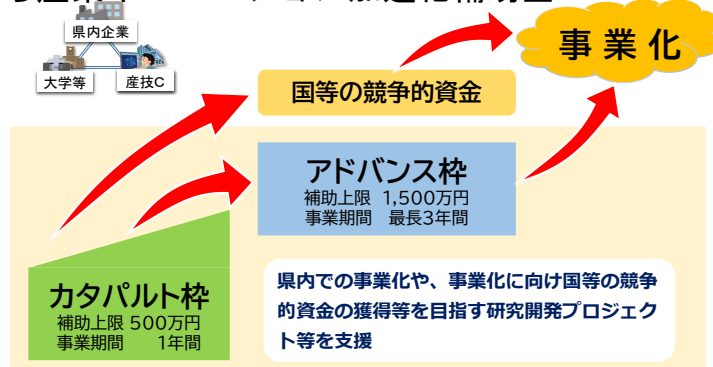 県内企業
大学等
産技C
事業化
国等の競争的資金
アドバンス枠
補助上限 1,500万円
事業期間 最長3年間
カタパルト枠
補助上限 500万円
事業期間 1年間
県内での事業化や、事業化に向け国等の競争
的資金の獲得等を目指す研究開発プロジェク
ト等を支援